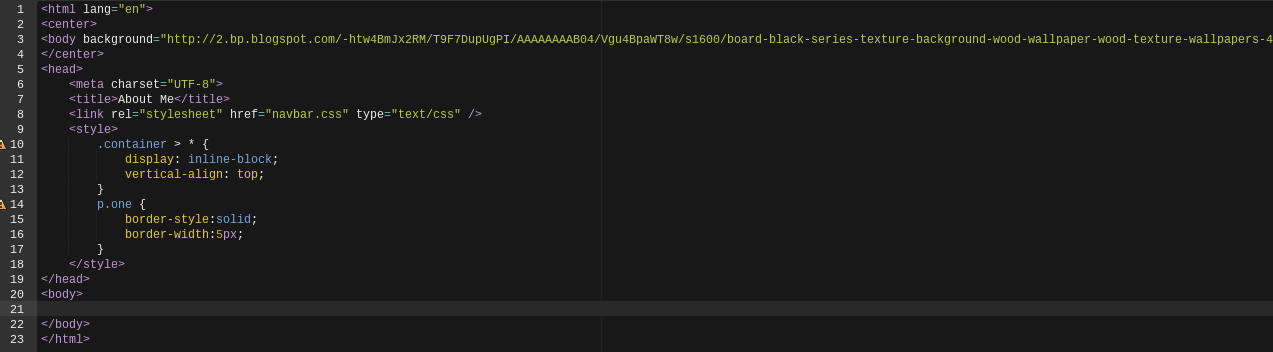 1 <html lang="en">
2 <center>
3 <body background="http://2.bp.blogspot.com/-htw4BmJx2RM/T9F7DupUgPI/AAAAAAAAB04/Vgu4BpaWT8w/s1600/board-black-series-texture-background-wood-wallpaper-wood-texture-wallpapers-4
4 </center>
5 <head>
6 <meta charset="UTF-8">
7 <title>About Me</title>
8 <link rel="stylesheet" href="navbar.css" type="text/css" />
9 <style>
10 .container > * {
11 display: inline-block;
12 vertical-align: top;
13 }
14 p.one {
15 border-style:solid;
16 border-width:5px;
17 }
18 </style>
19 </head>
20 <body>
21
22 </body>
23 </html>